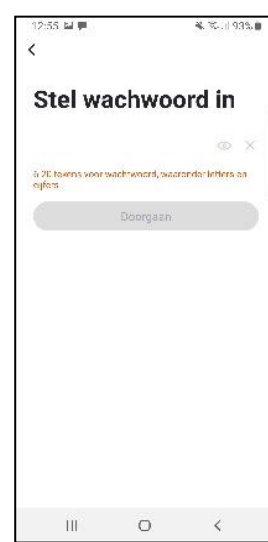 12:55
93%
Stel wachwoord in
6-20 tekens voor wachtwoord, waaronder letters en
cijfers
Doorgaan